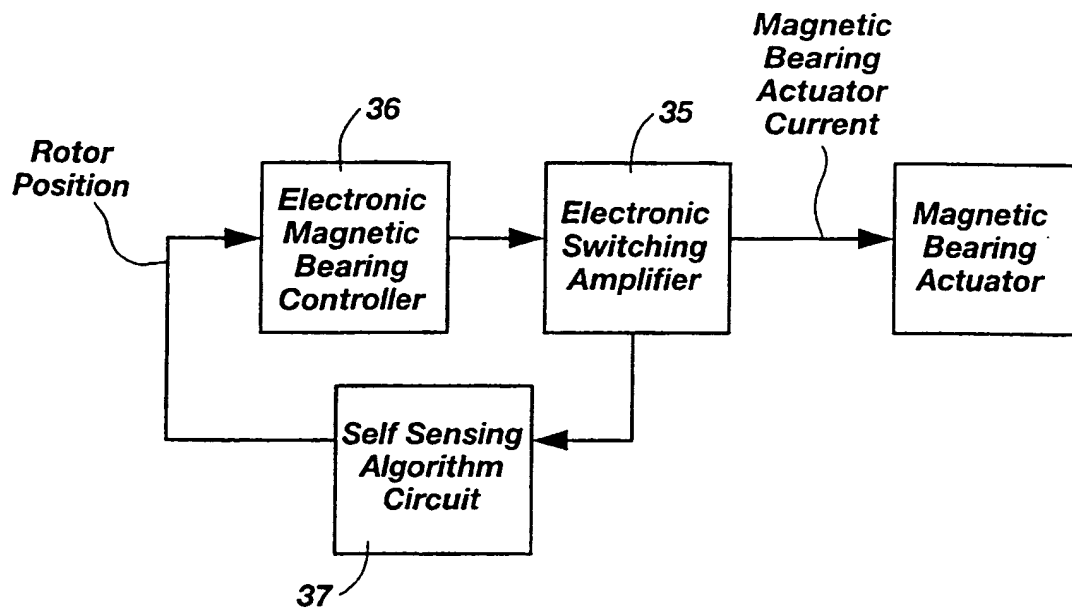 Magnetic
Bearing
Actuator
Current
36
35
Rotor
Position
Electronic
Magnetic
Bearing
Controller
Electronic
Switching
Amplifier
Magnetic
Bearing
Actuator
Self Sensing
Algorithm
Circuit
37